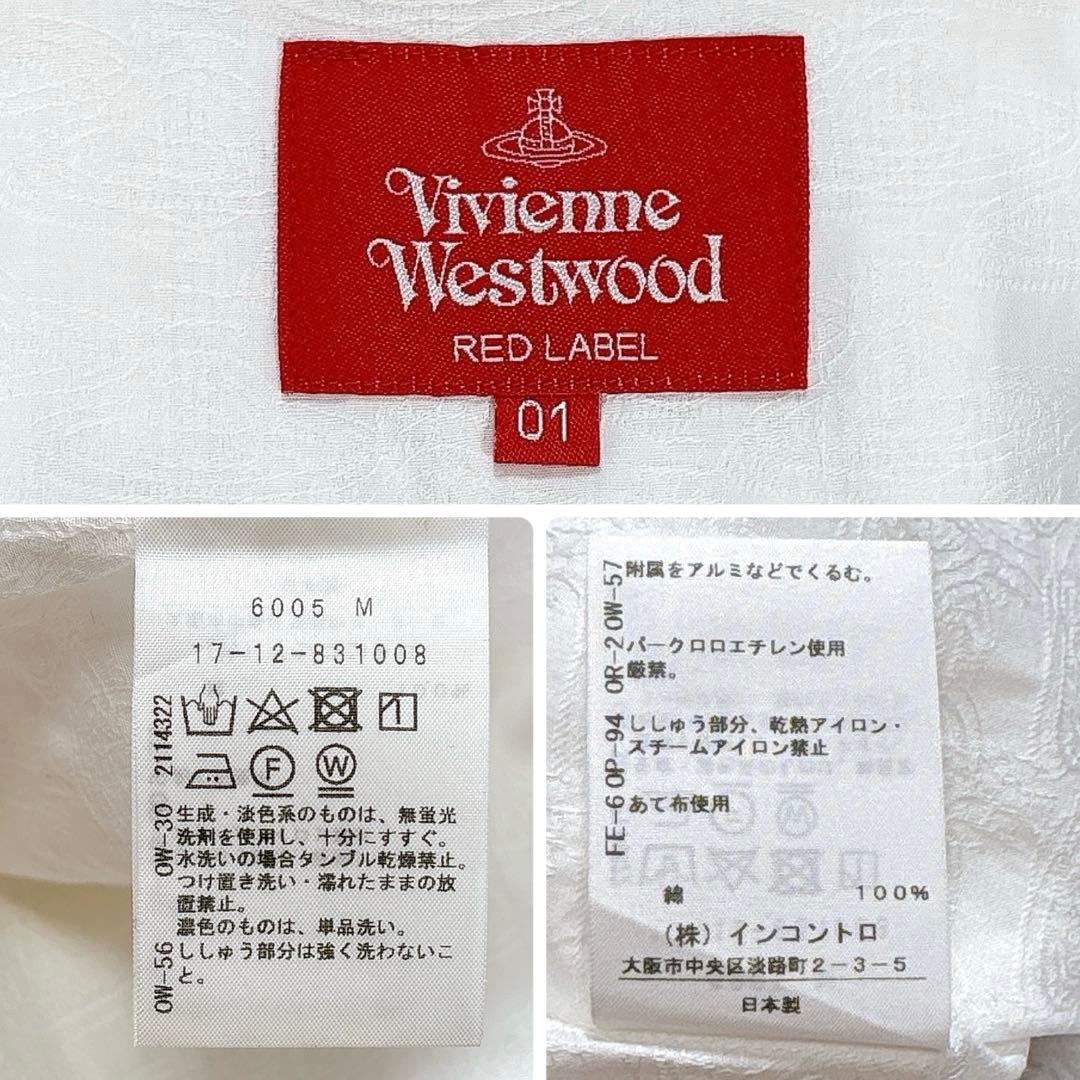 Vivienne
Westwood
RED LABEL
01
6005 M
17-12-831008
2114322
OW-30
OW-56
生成・淡色系のものは、無蛍光
洗剤を使用し、十分にすすぐ。
水洗いの場合タンブル乾燥禁止。
つけ置き洗い・濡れたままの放
置禁止。
濃色のものは、単品洗い。
ししゅう部分は強く洗わないこ
と。
F
W
OR-2 OW-57
FE-6 OP-94
附属をアルミなどでくるむ。
パークロロエチレン使用
厳禁。
ししゅう部分、乾熱アイロン・
スチームアイロン禁止
あて布使用
綿 100%
(株) インコントロ
大阪市中央区淡路町2-3-5
日本製